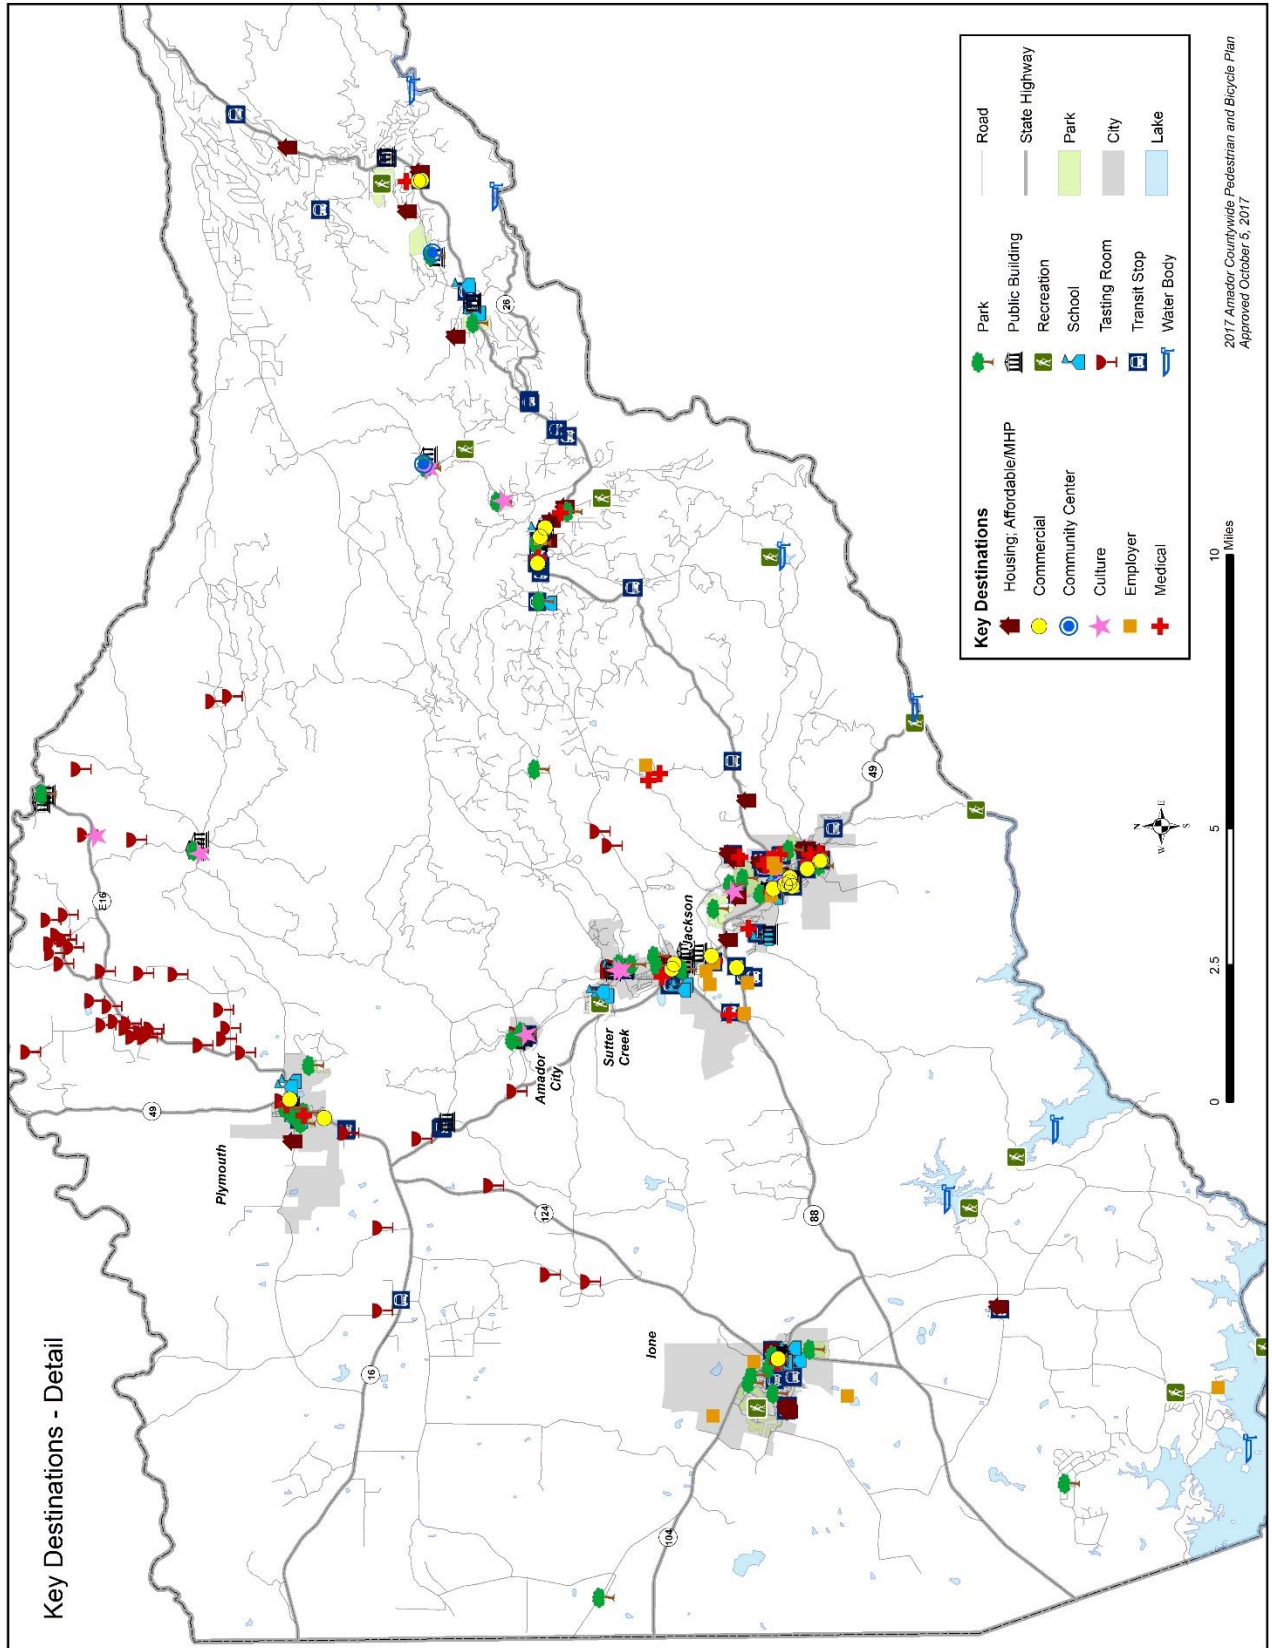 Key Destinations - Detail
E16
49
Plymouth
16
124
Amador
City
Sutter
Creek
Jackson
Ione
104
88
49
26
Key Destinations
Housing; Affordable/MHP
Commercial
Community Center
Culture
Employer
Medical
Park
Public Building
Recreation
School
Tasting Room
Transit Stop
Water Body
Road
State Highway
Park
City
Lake
N
W
E
S
0
2.5
5
10
Miles
2017 Amador Countywide Pedestrian and Bicycle Plan
Approved October 5, 2017